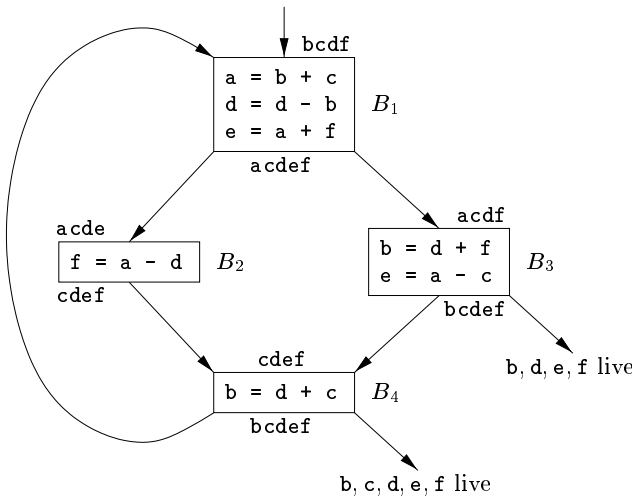 bcdf
a = b + c
d = d - b
e = a + f
B1
acdef
acde
f = a - d
B2
cdef
acdf
b = d + f
e = a - c
B3
bcdef
b, d, e, f live
cdef
b = d + c
B4
bcdef
b, c, d, e, f live